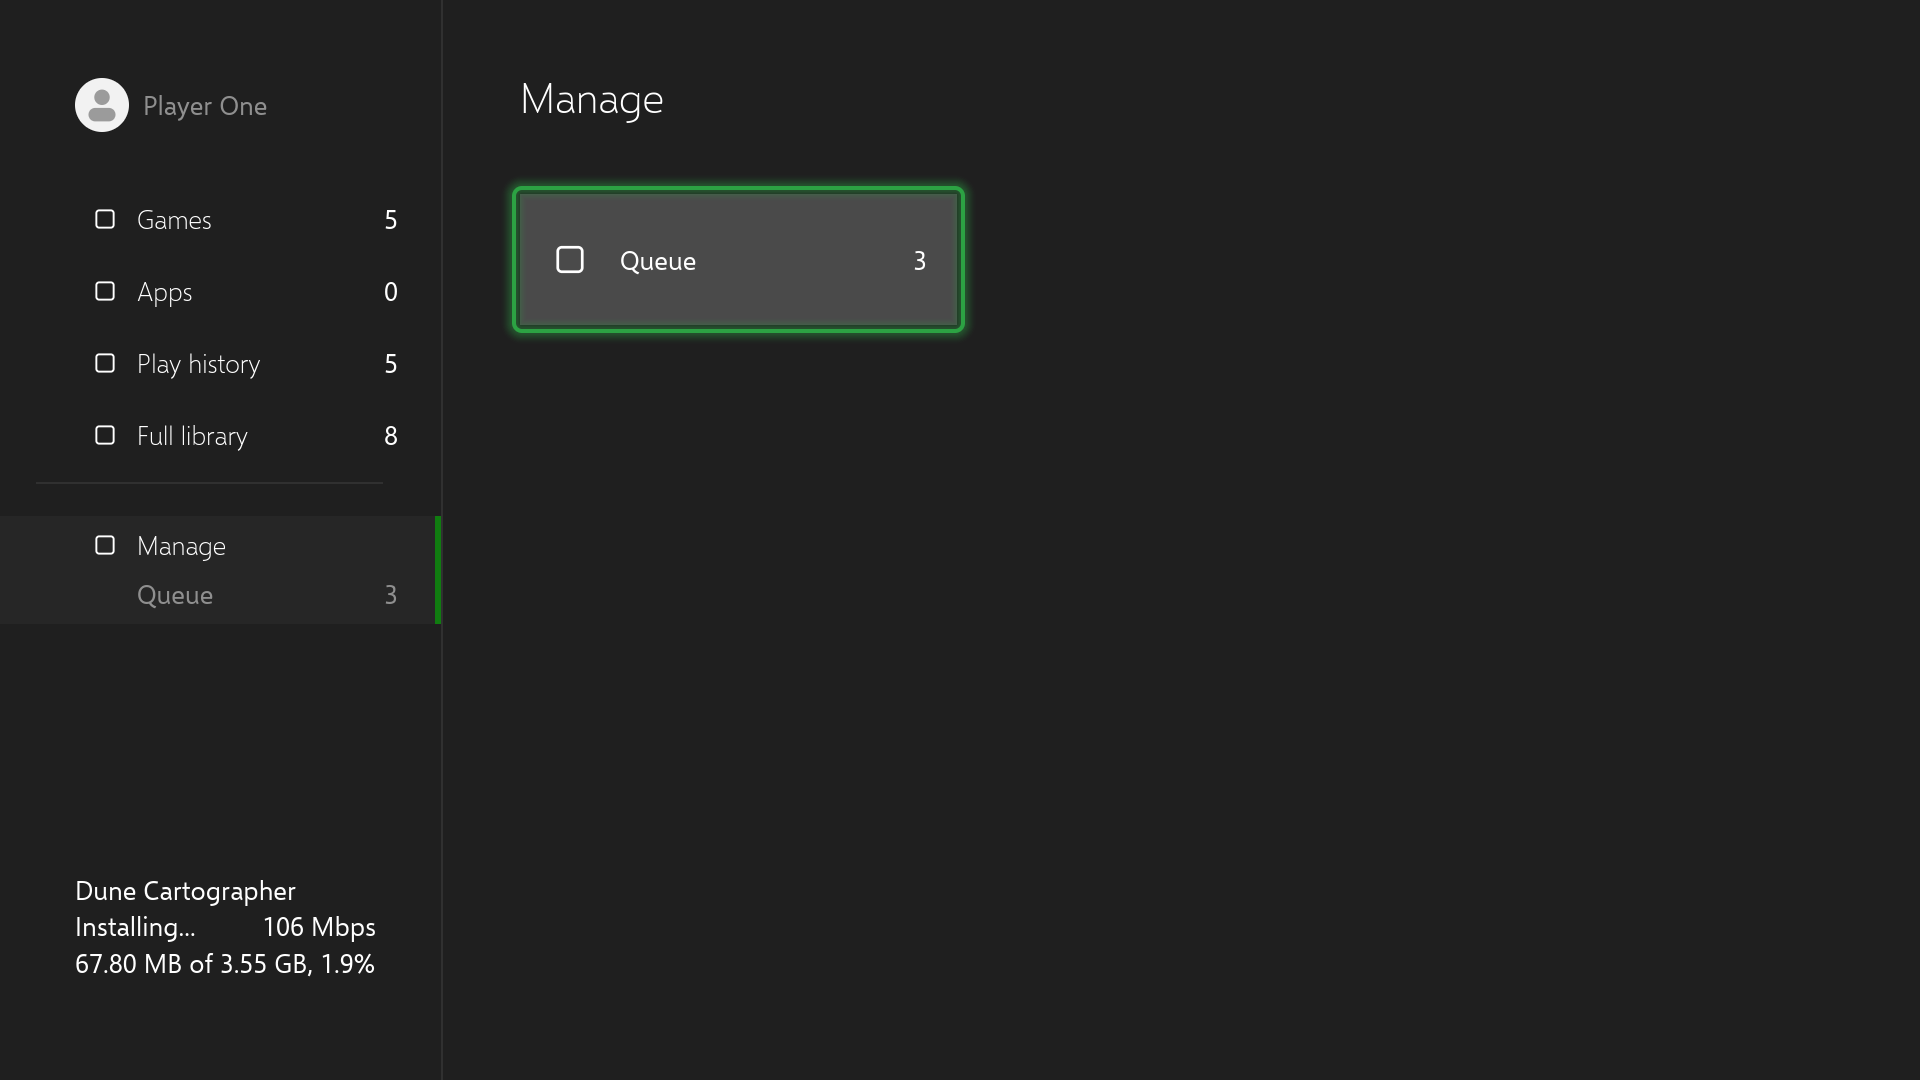 Player One
Games 5
Apps 0
Play history 5
Full library 8
Manage
Queue 3
Dune Cartographer
Installing... 106 Mbps
67.80 MB of 3.55 GB, 1.9%
Manage
Queue 3